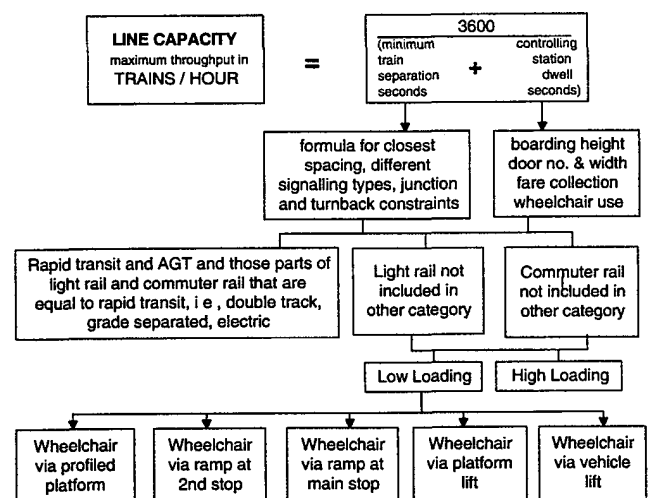 LINE CAPACITY
maximum throughput in
TRAINS / HOUR
=
3600
(minimum
train
separation
seconds
+
controlling
station
dwell
seconds)
formula for closest
spacing, different
signalling types, junction
and turnback constraints
boarding height
door no. & width
fare collection
wheelchair use
Rapid transit and AGT and those parts of
light rail and commuter rail that are
equal to rapid transit, i e , double track,
grade separated, electric
Light rail not
included in
other category
Commuter rail
not included in
other category
Low Loading
High Loading
Wheelchair
via profiled
platform
Wheelchair
via ramp at
2nd stop
Wheelchair
via ramp at
main stop
Wheelchair
via platform
lift
Wheelchair
via vehicle
lift